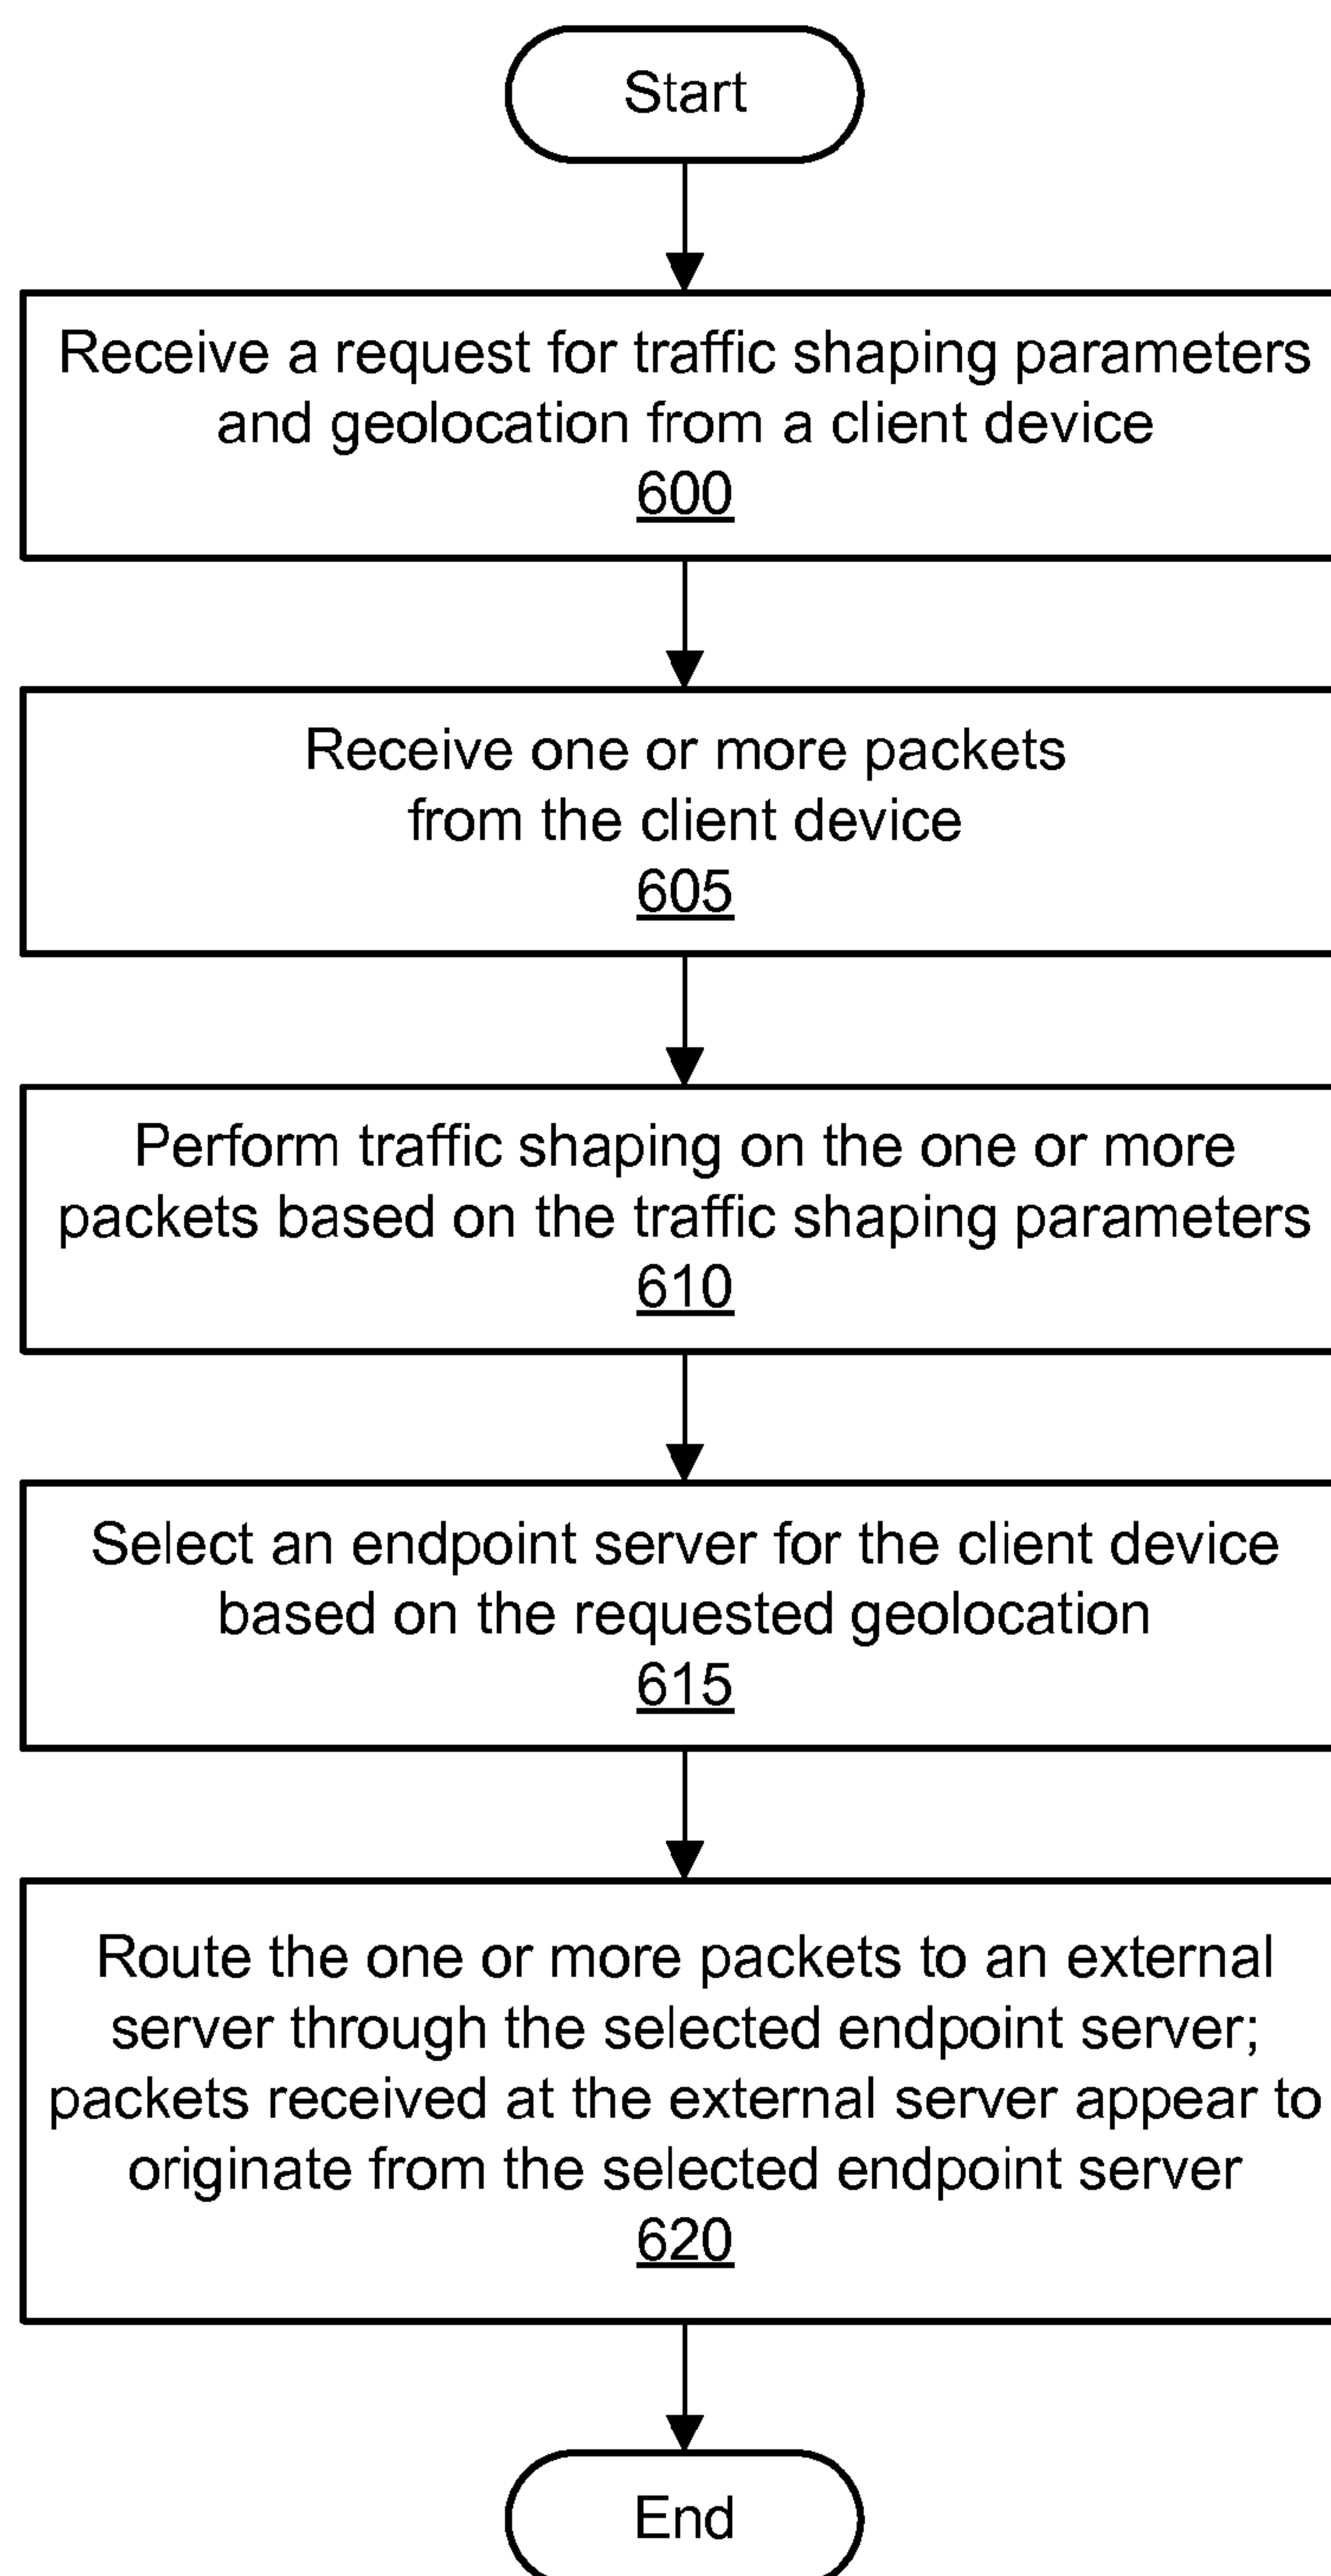 Start
Receive a request for traffic shaping parameters
and geolocation from a client device
600
Receive one or more packets
from the client device
605
Perform traffic shaping on the one or more
packets based on the traffic shaping parameters
610
Select an endpoint server for the client device
based on the requested geolocation
615
Route the one or more packets to an external
server through the selected endpoint server;
packets received at the external server appear to
originate from the selected endpoint server
620
End